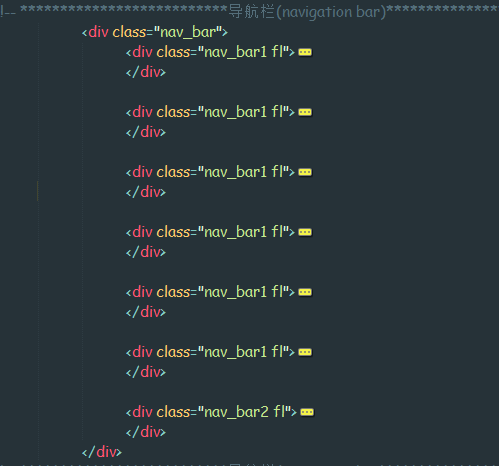 !-- **************************导航栏(navigation bar)**************
<div class="nav_bar">
<div class="nav_bar1 fl">
</div>
<div class="nav_bar1 fl">
</div>
<div class="nav_bar1 fl">
</div>
<div class="nav_bar1 fl">
</div>
<div class="nav_bar1 fl">
</div>
<div class="nav_bar1 fl">
</div>
<div class="nav_bar2 fl">
</div>
</div>